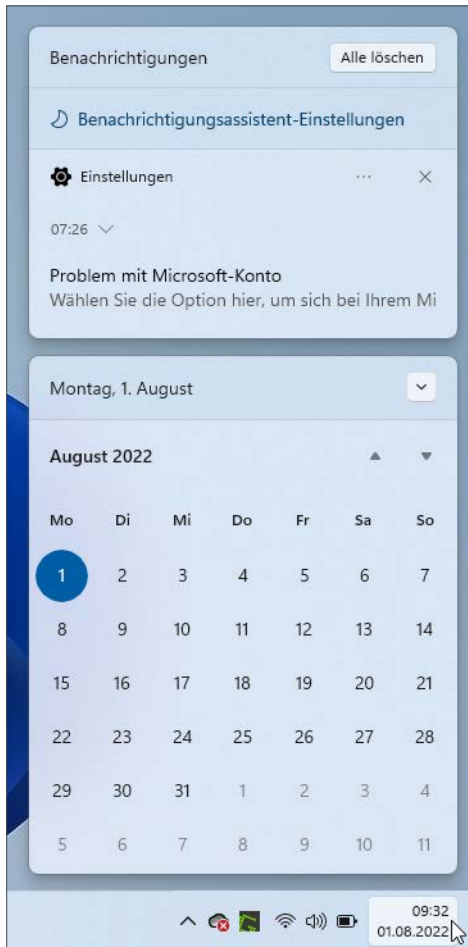 Benachrichtigungen Alle löschen
Benachrichtigungsassistent-Einstellungen
Einstellungen
07:26
Problem mit Microsoft-Konto
Wählen Sie die Option hier, um sich bei Ihrem Mi
Montag, 1. August
August 2022
Mo Di Mi Do Fr Sa So
1 2 3 4 5 6 7
8 9 10 11 12 13 14
15 16 17 18 19 20 21
22 23 24 25 26 27 28
29 30 31 1 2 3 4
5 6 7 8 9 10 11
09:32
01.08.2022